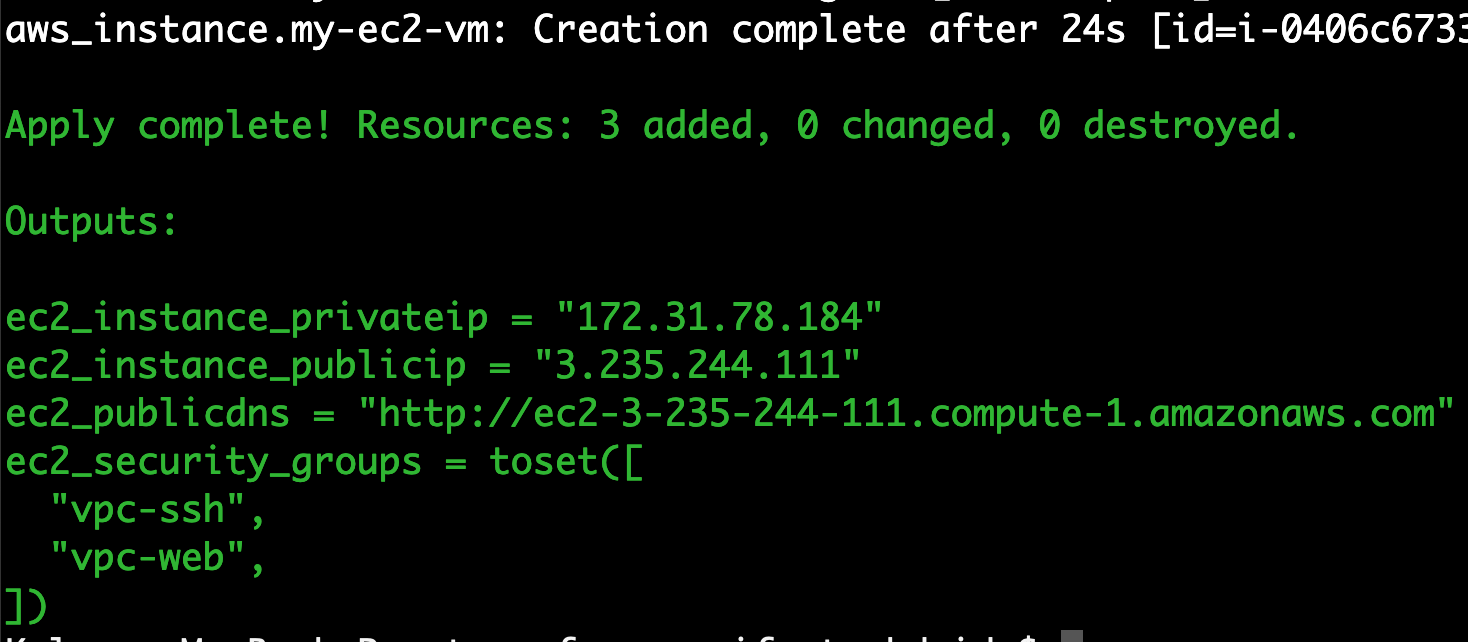 aws_instance.my-ec2-vm: Creation complete after 24s [id=i-0406c6733
Apply complete! Resources: 3 added, 0 changed, 0 destroyed.
Outputs:
ec2_instance_privateip = "172.31.78.184"
ec2_instance_publicip = "3.235.244.111"
ec2_publicdns = "http://ec2-3-235-244-111.compute-1.amazonaws.com"
ec2_security_groups = toset([
  "vpc-ssh",
  "vpc-web",
])